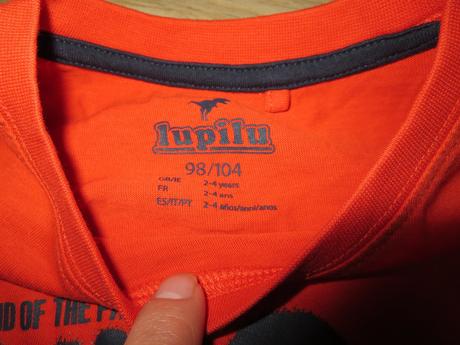 lupilu
98/104
GB/IE 2-4 years
FR 2-4 ans
ES/IT/PT 2-4 años/anni/anos
OF THE